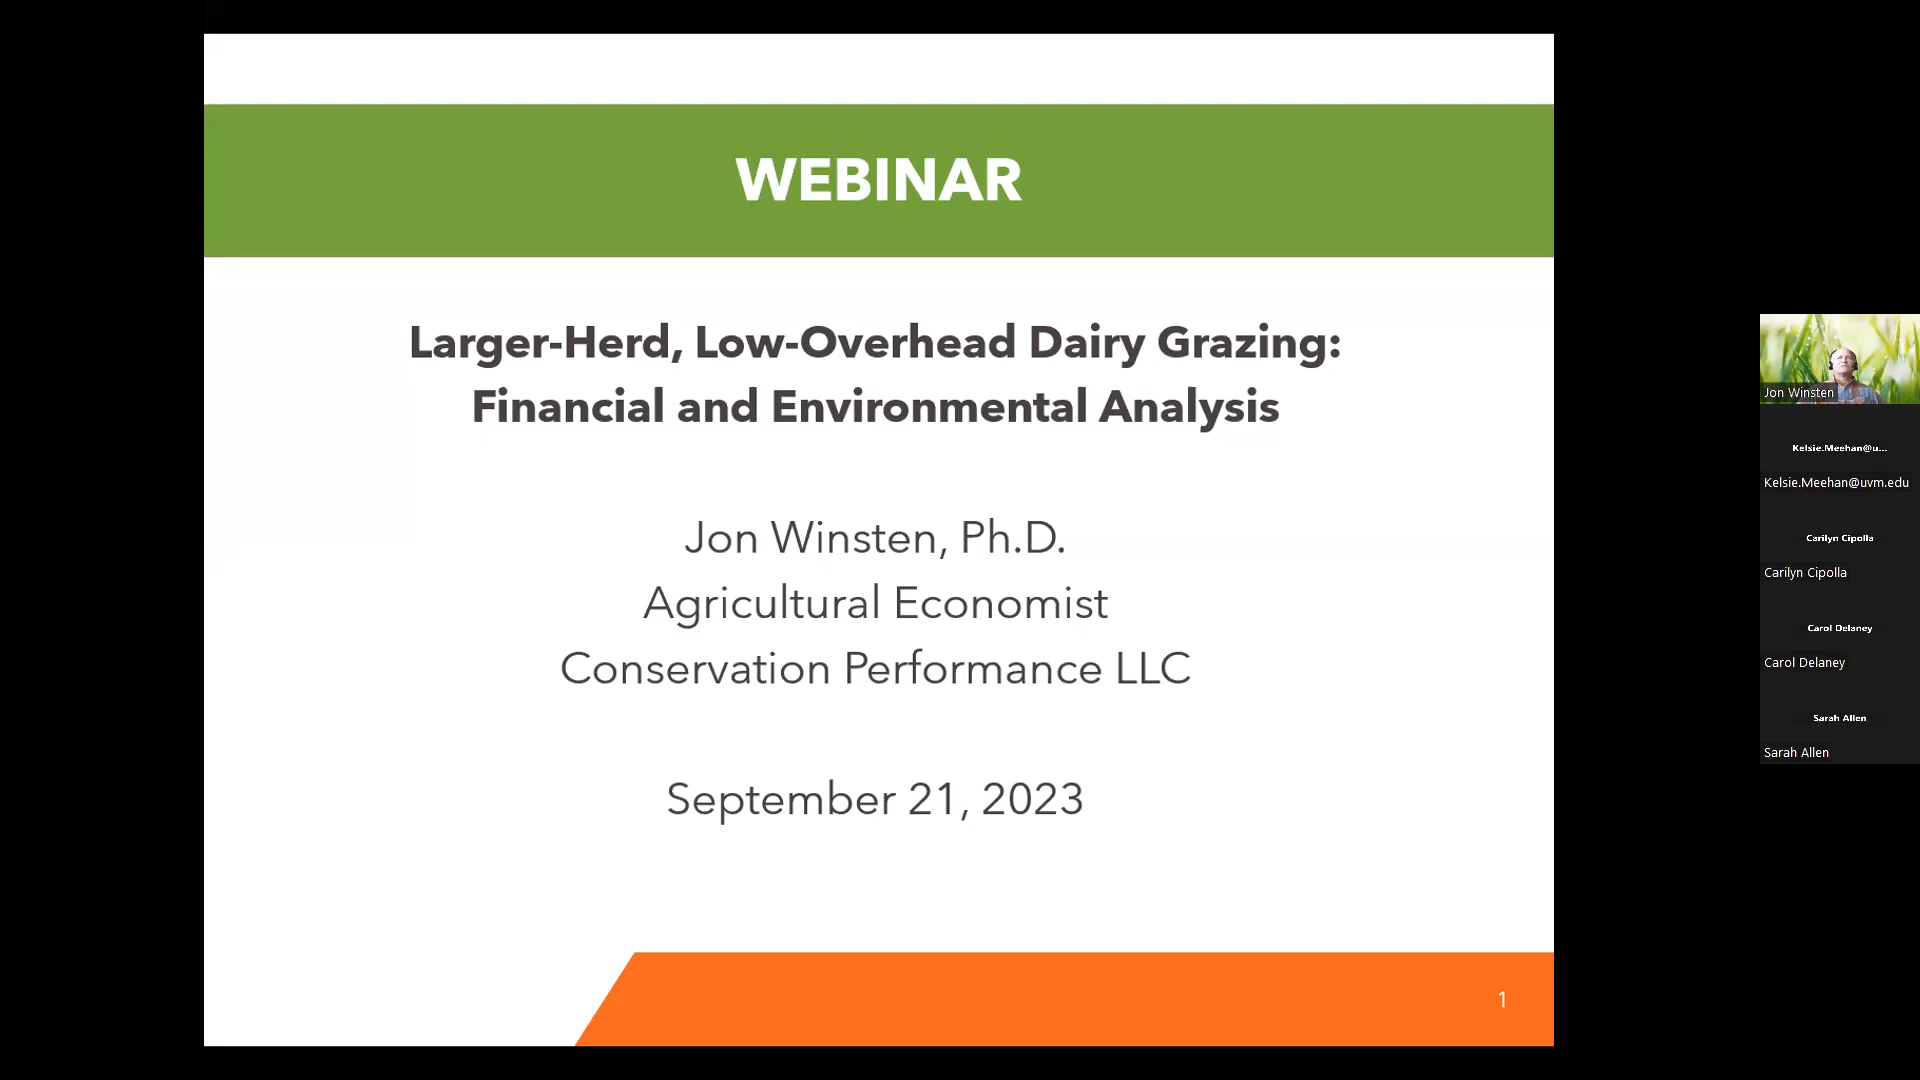 WEBINAR
Larger-Herd, Low-Overhead Dairy Grazing:
Financial and Environmental Analysis
Jon Winsten, Ph.D.
Agricultural Economist
Conservation Performance LLC
September 21, 2023
1
Jon Winsten
Kelsie.Meehan@u...
Kelsie.Meehan@uvm.edu
Carilyn Cipolla
Carilyn Cipolla
Carol Delaney
Carol Delaney
Sarah Allen
Sarah Allen